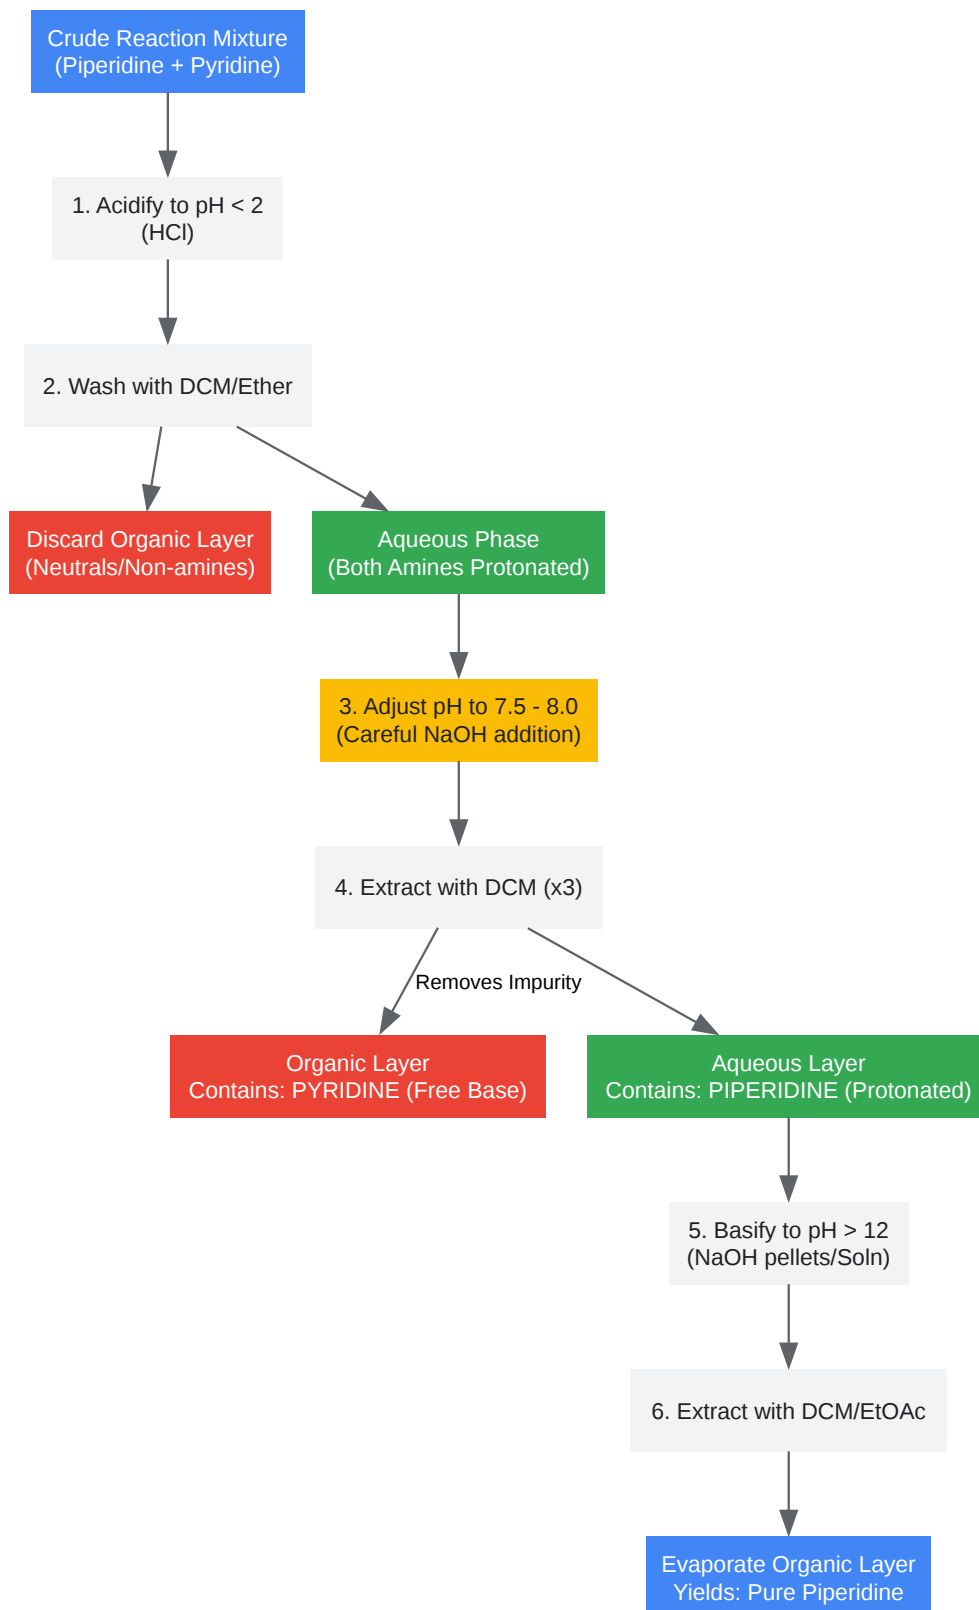 Crude Reaction Mixture
(Piperidine + Pyridine)
1. Acidify to pH < 2
(HCl)
2. Wash with DCM/Ether
Discard Organic Layer
(Neutrals/Non-amines)
Aqueous Phase
(Both Amines Protonated)
3. Adjust pH to 7.5 - 8.0
(Careful NaOH addition)
4. Extract with DCM (x3)
Removes Impurity
Organic Layer
Contains: PYRIDINE (Free Base)
Aqueous Layer
Contains: PIPERIDINE (Protonated)
5. Basify to pH > 12
(NaOH pellets/Soln)
6. Extract with DCM/EtOAc
Evaporate Organic Layer
Yields: Pure Piperidine